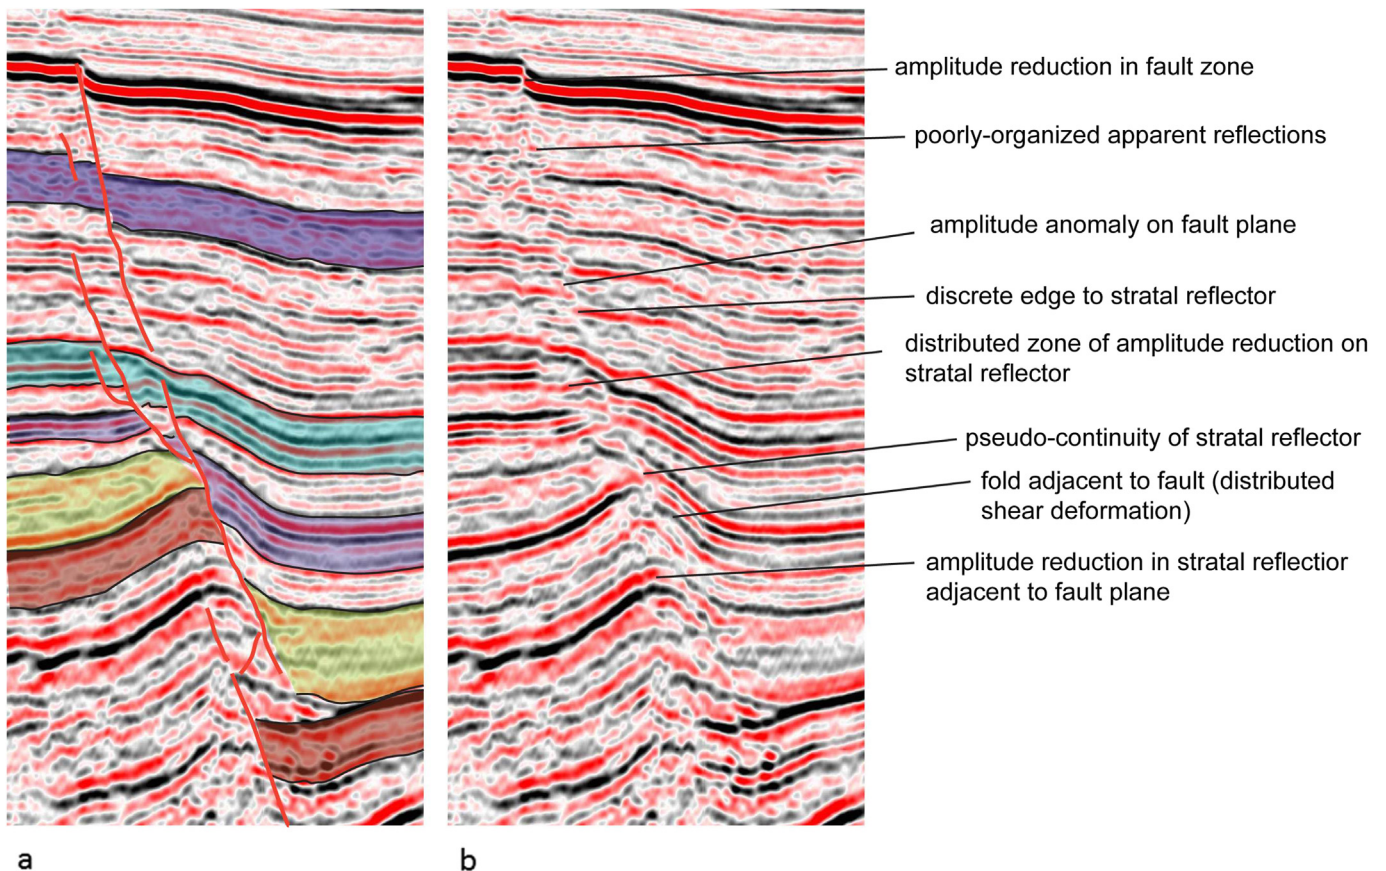 amplitude reduction in fault zone
poorly-organized apparent reflections
amplitude anomaly on fault plane
discrete edge to stratal reflector
distributed zone of amplitude reduction on
stratal reflector
pseudo-continuity of stratal reflector
fold adjacent to fault (distributed
shear deformation)
amplitude reduction in stratal reflectior
adjacent to fault plane
a
b